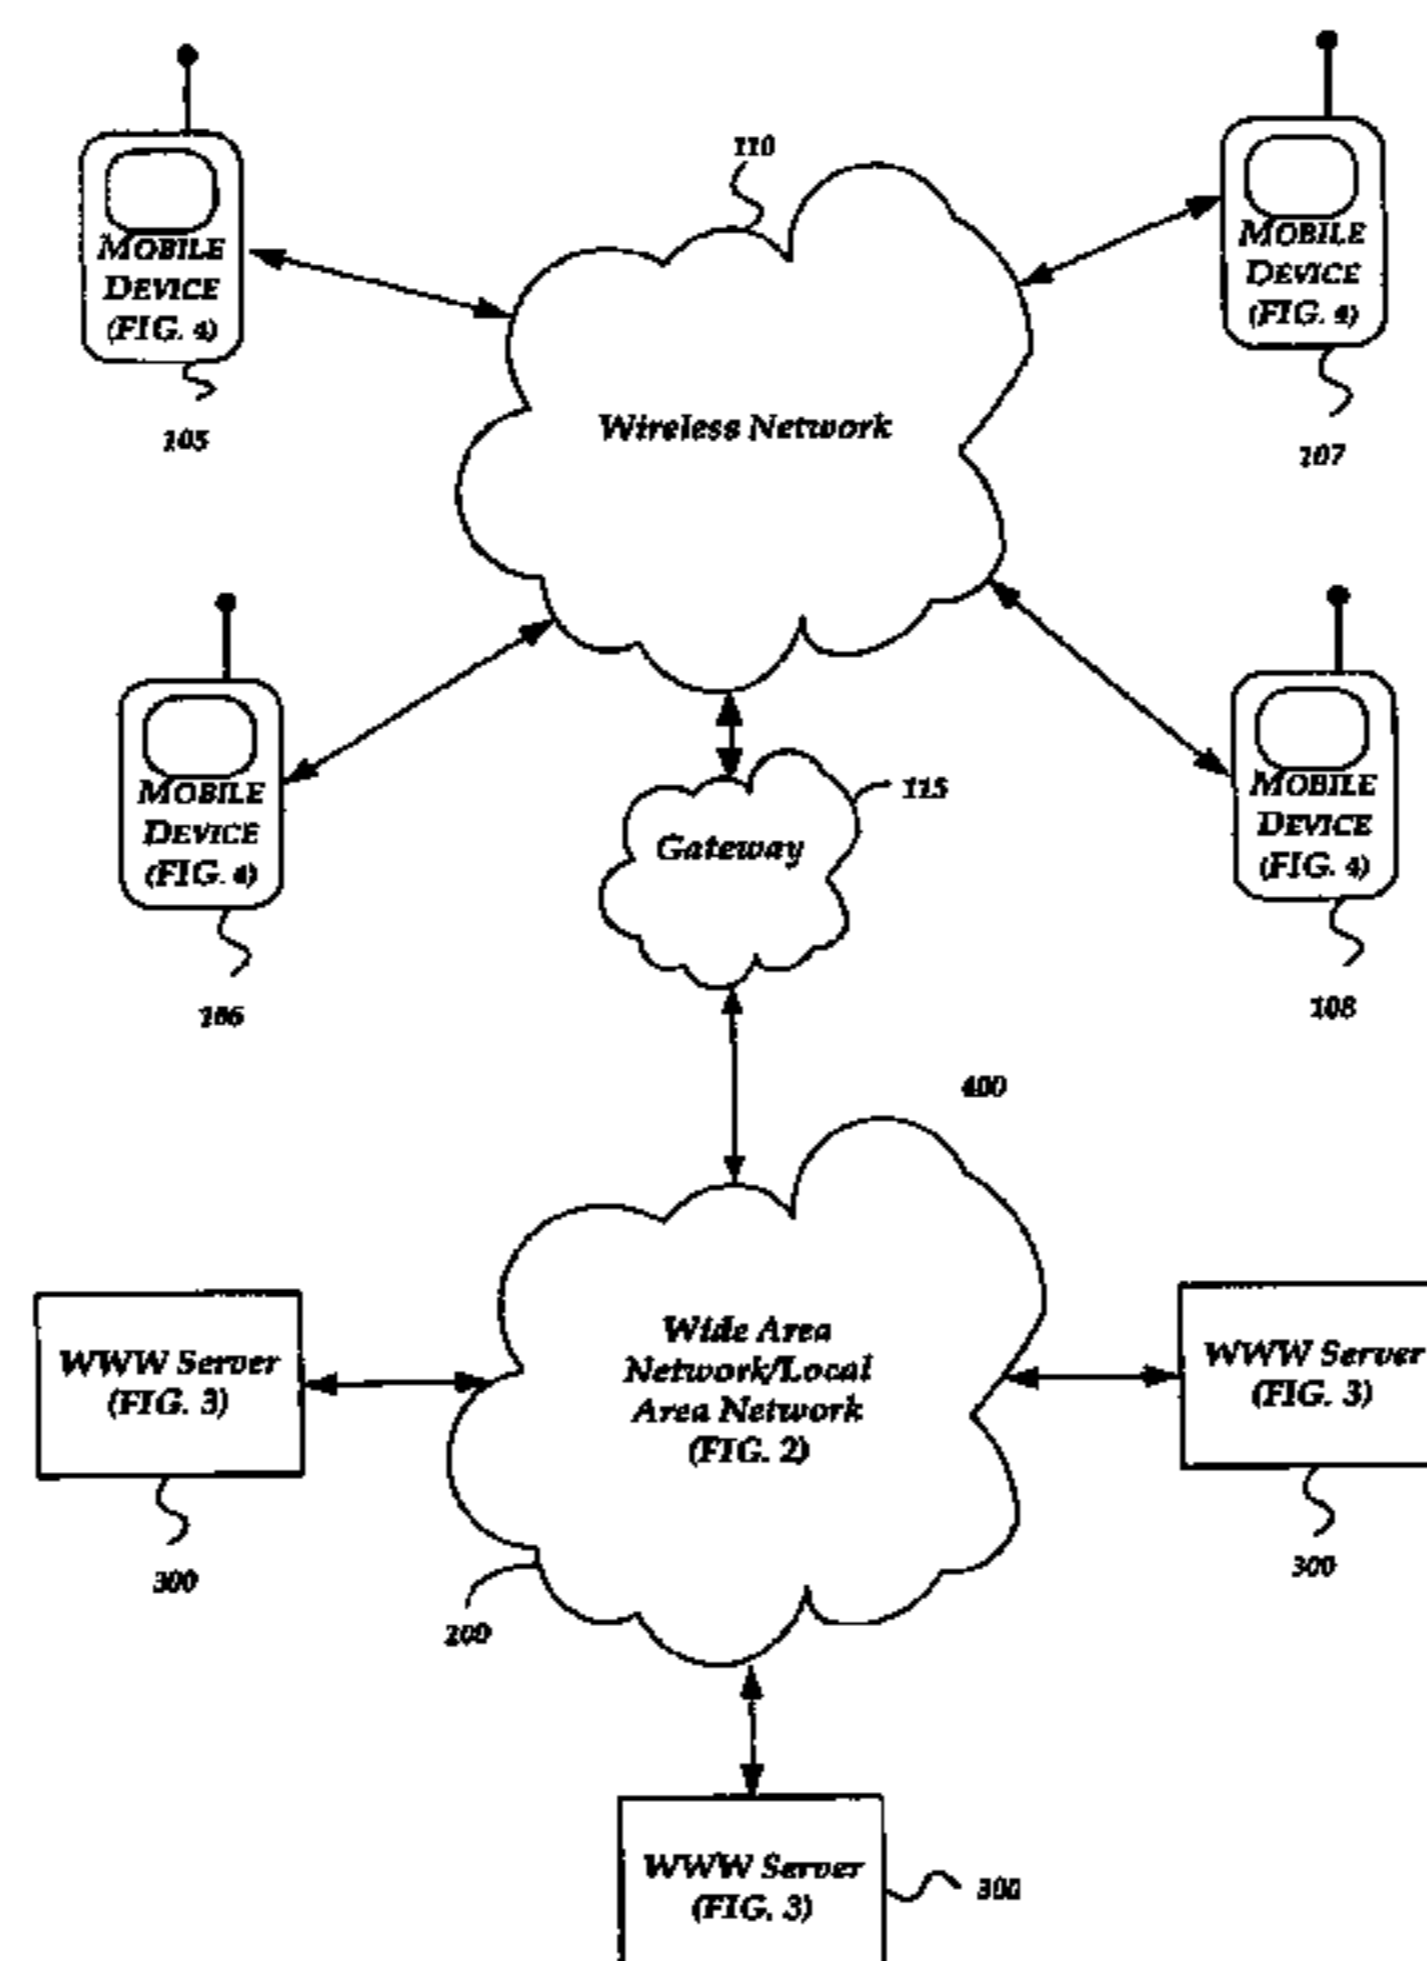 110
MOBILE
DEVICE
(FIG. 4)
105
MOBILE
DEVICE
(FIG. 4)
107
Wireless Network
MOBILE
DEVICE
(FIG. 4)
106
Gateway
115
MOBILE
DEVICE
(FIG. 4)
108
400
WWW Server
(FIG. 3)
300
Wide Area
Network/Local
Area Network
(FIG. 2)
200
WWW Server
(FIG. 3)
300
WWW Server
(FIG. 3)
300